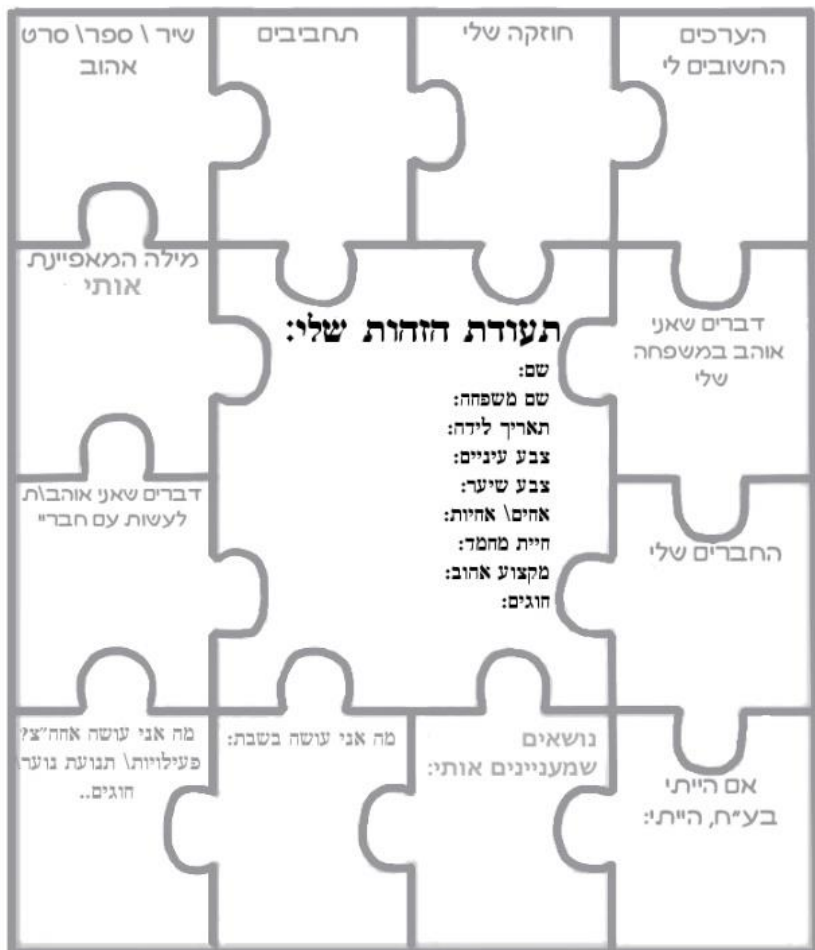 הערכים
החשובים לי
חוזקה שלי
תחביבים
שיר \ ספר\ סרט
אהוב
דברים שאני
אוהב במשפחה
שלי
תעודת הזהות שלי:
שם:
שם משפחה:
תאריך לידה:
צבע עיניים:
צבע שיער:
אחים\ אחיות:
חיית מחמד:
מקצוע אהוב:
חוגים:
מילה המאפיינת
אותי
החברים שלי
דברים שאני אוהב\ת
לעשות עם חבריי
אם הייתי
בע״ח, הייתי:
נושאים
שמעניינים אותי:
מה אני עושה בשבת:
מה אני עושה אחה״צ?
פעילויות\ תנועת נוער\
חוגים..